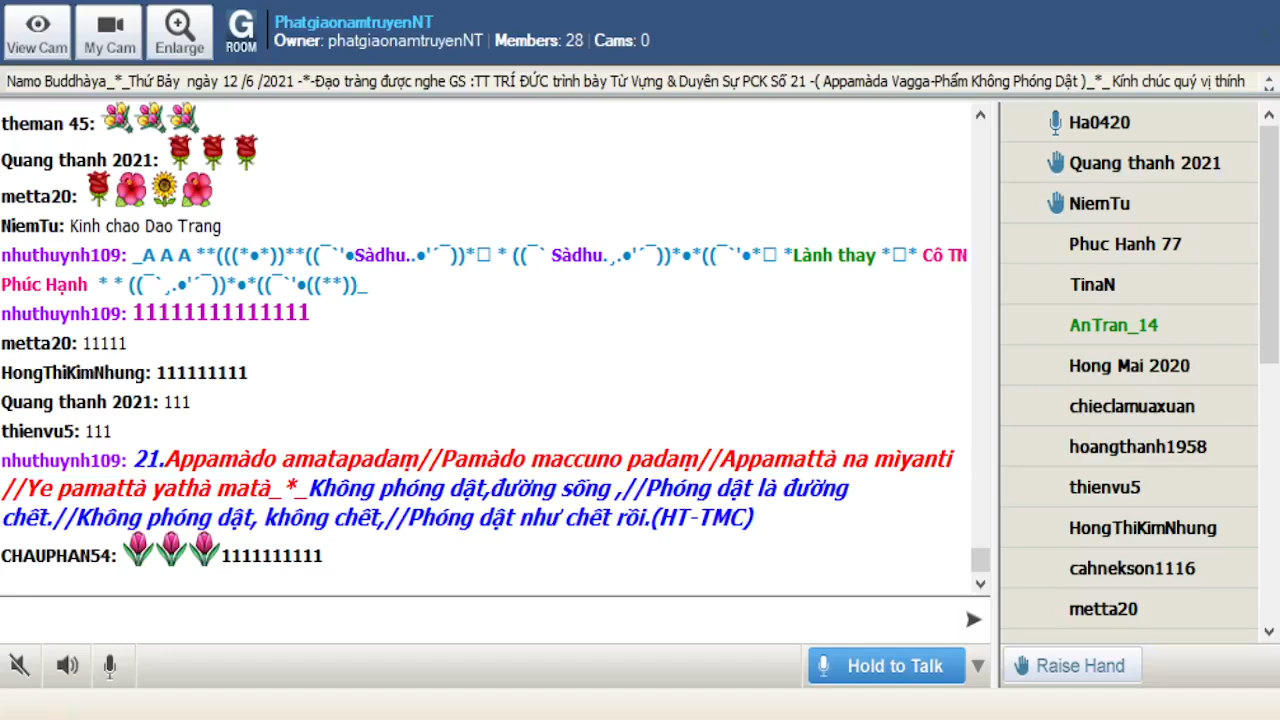 View Cam
My Cam
Enlarge
G
ROOM
PhatgiaonamtruyenNT
Owner: phatgiaonamtruyenNT | Members: 28 | Cams: 0
Namo Buddhàya_*_Thứ Bảy ngày 12 /6 /2021 -*-Đạo tràng được nghe GS :TT TRÍ ĐỨC trình bày Từ Vựng & Duyên Sự PCK Số 21 -( Appamàda Vagga-Phẩm Không Phóng Dật )_*_ Kính chúc quý vị thính
theman 45:
Quang thanh 2021:
metta20:
NiemTu: Kinh chao Dao Trang
nhuthuynh109: _A A A **(((*•*))**((¯`'•Sàdhu..•'´¯))*□ * ((¯` Sàdhu.¸.•'´¯))*•*((¯`'•*□ *Lành thay *□* Cô TN
Phúc Hạnh * * ((¯`¸.•'´¯))*•*((¯`'•((**))_
nhuthuynh109: 11111111111111
metta20: 11111
HongThiKimNhung: 111111111
Quang thanh 2021: 111
thienvu5: 111
nhuthuynh109: 21.Appamàdo amatapadaṃ//Pamàdo maccuno padaṃ//Appamattà na mìyanti
//Ye pamattà yathà matà_*_Không phóng dật,đường sống ,//Phóng dật là đường
chết.//Không phóng dật, không chết,//Phóng dật như chết rồi.(HT-TMC)
CHAUPHAN54: 1111111111
Hold to Talk
Ha0420
Quang thanh 2021
NiemTu
Phuc Hanh 77
TinaN
AnTran_14
Hong Mai 2020
chieclamuaxuan
hoangthanh1958
thienvu5
HongThiKimNhung
cahnekson1116
metta20
Raise Hand